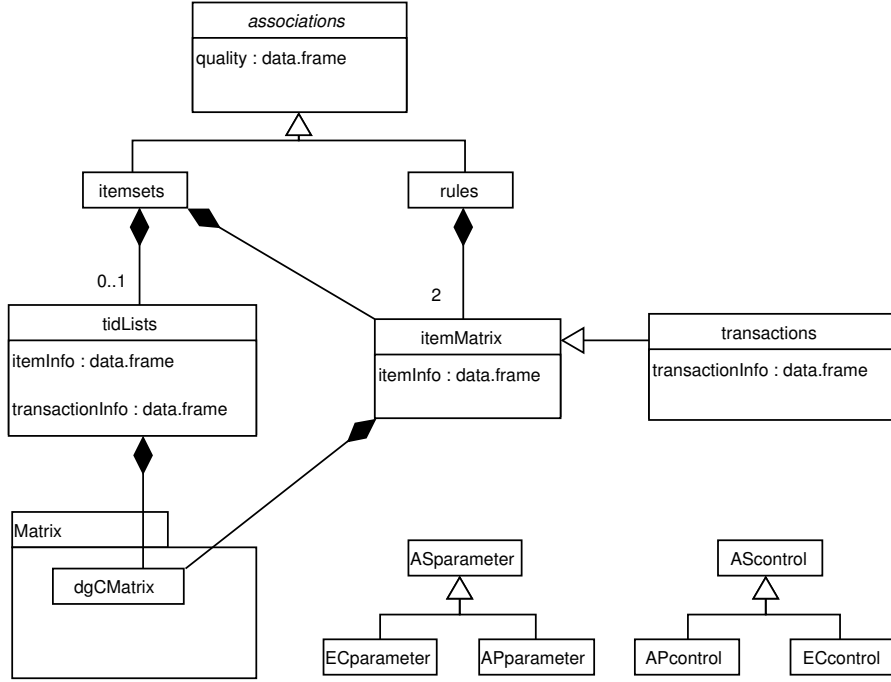 associations
quality : data.frame
itemsets
rules
0..1
2
tidLists
itemInfo : data.frame
transactionInfo : data.frame
itemMatrix
itemInfo : data.frame
transactions
transactionInfo : data.frame
Matrix
dgCMatrix
ASparameter
AScontrol
ECparameter
APparameter
APcontrol
ECcontrol